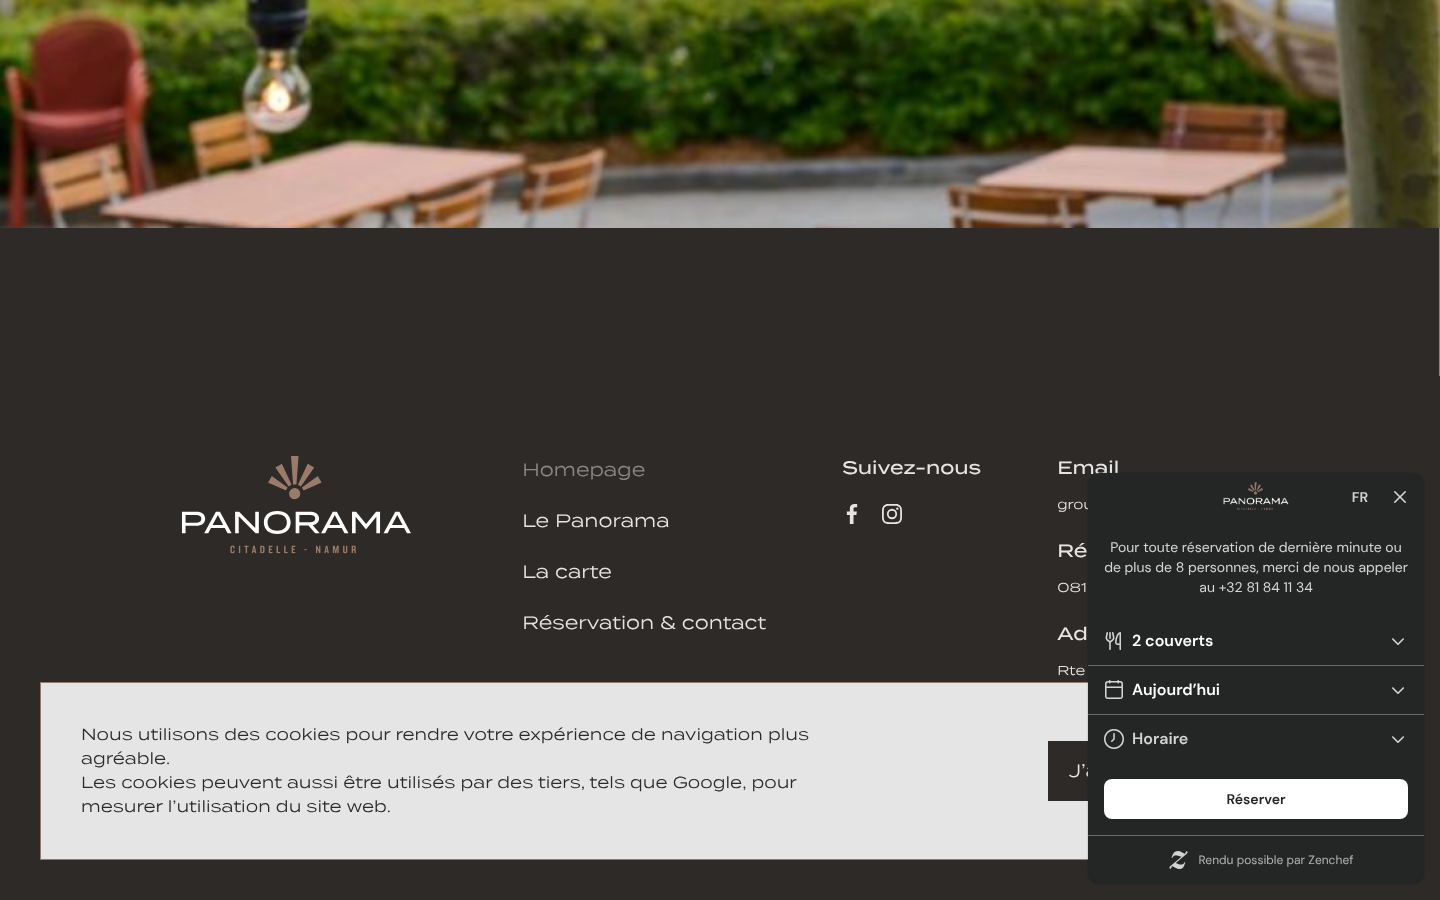 PANORAMA
CITADELLE - NAMUR
Homepage
Le Panorama
La carte
Réservation & contact
Suivez-nous
Email
Rte
Nous utilisons des cookies pour rendre votre expérience de navigation plus
agréable.
Les cookies peuvent aussi être utilisés par des tiers, tels que Google, pour
mesurer l'utilisation du site web.
PANORAMA
FR
Pour toute réservation de dernière minute ou
de plus de 8 personnes, merci de nous appeler
au +32 81 84 11 34
2 couverts
Aujourd’hui
Horaire
Réserver
Rendu possible par Zenchef